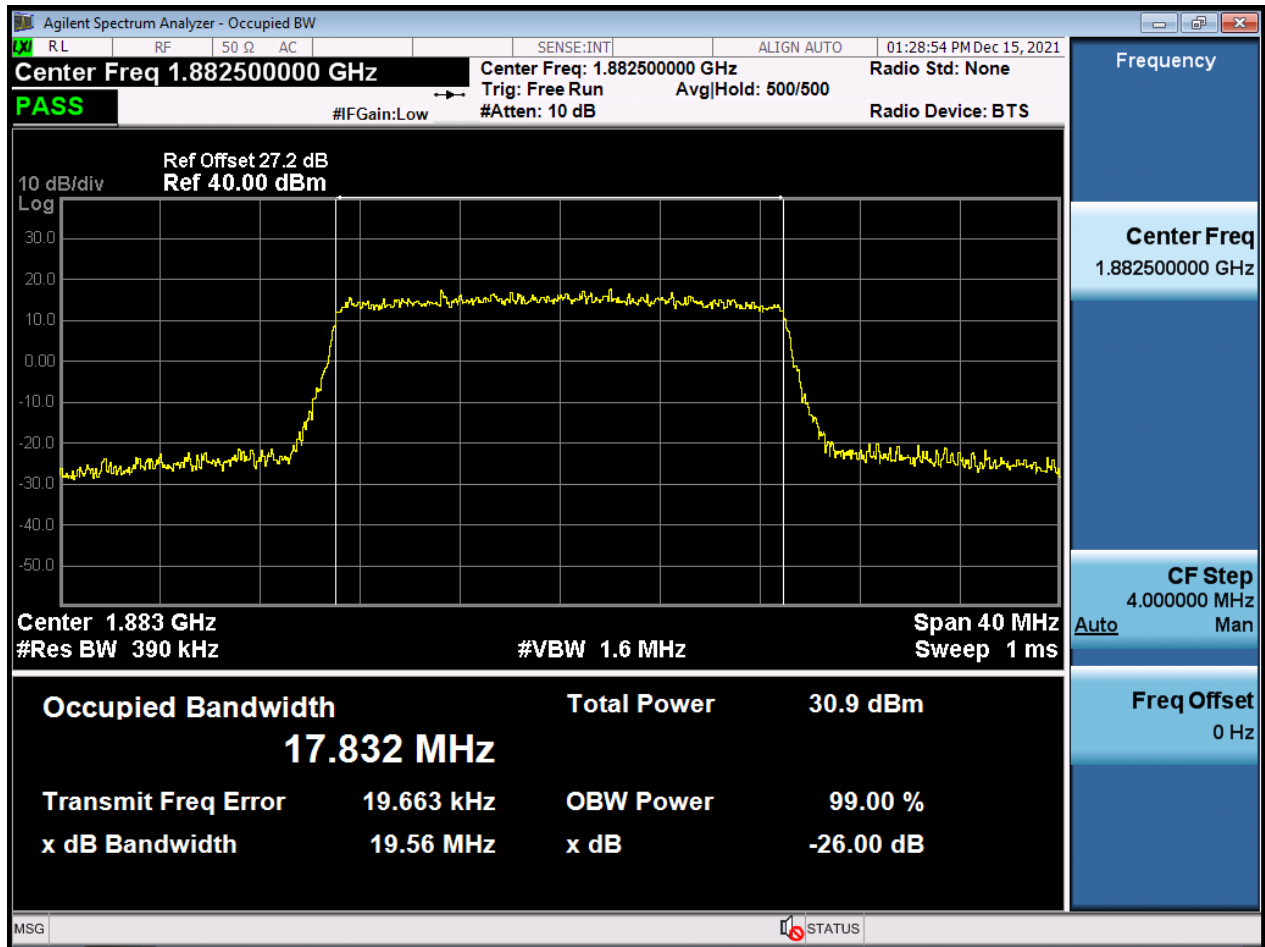 Agilent Spectrum Analyzer - Occupied BW
LXI RL RF 50 Ω AC SENSE:INT ALIGN AUTO 01:28:54 PM Dec 15, 2021
Center Freq 1.882500000 GHz
Center Freq: 1.882500000 GHz Radio Std: None
Trig: Free Run Avg|Hold: 500/500
PASS
#IFGain:Low #Atten: 10 dB Radio Device: BTS
Ref Offset 27.2 dB
10 dB/div Ref 40.00 dBm
Log
30.0
20.0
10.0
0.00
-10.0
-20.0
-30.0
-40.0
-50.0
Center 1.883 GHz Span 40 MHz
#Res BW 390 kHz #VBW 1.6 MHz Sweep 1 ms
Occupied Bandwidth Total Power 30.9 dBm
17.832 MHz
Transmit Freq Error 19.663 kHz OBW Power 99.00 %
x dB Bandwidth 19.56 MHz x dB -26.00 dB
Frequency
Center Freq
1.882500000 GHz
CF Step
4.000000 MHz
Auto Man
Freq Offset
0 Hz
MSG STATUS